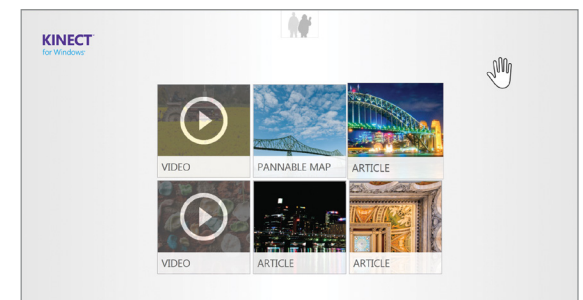 KINECT
for Windows
VIDEO
PANNABLE MAP
ARTICLE
VIDEO
ARTICLE
ARTICLE